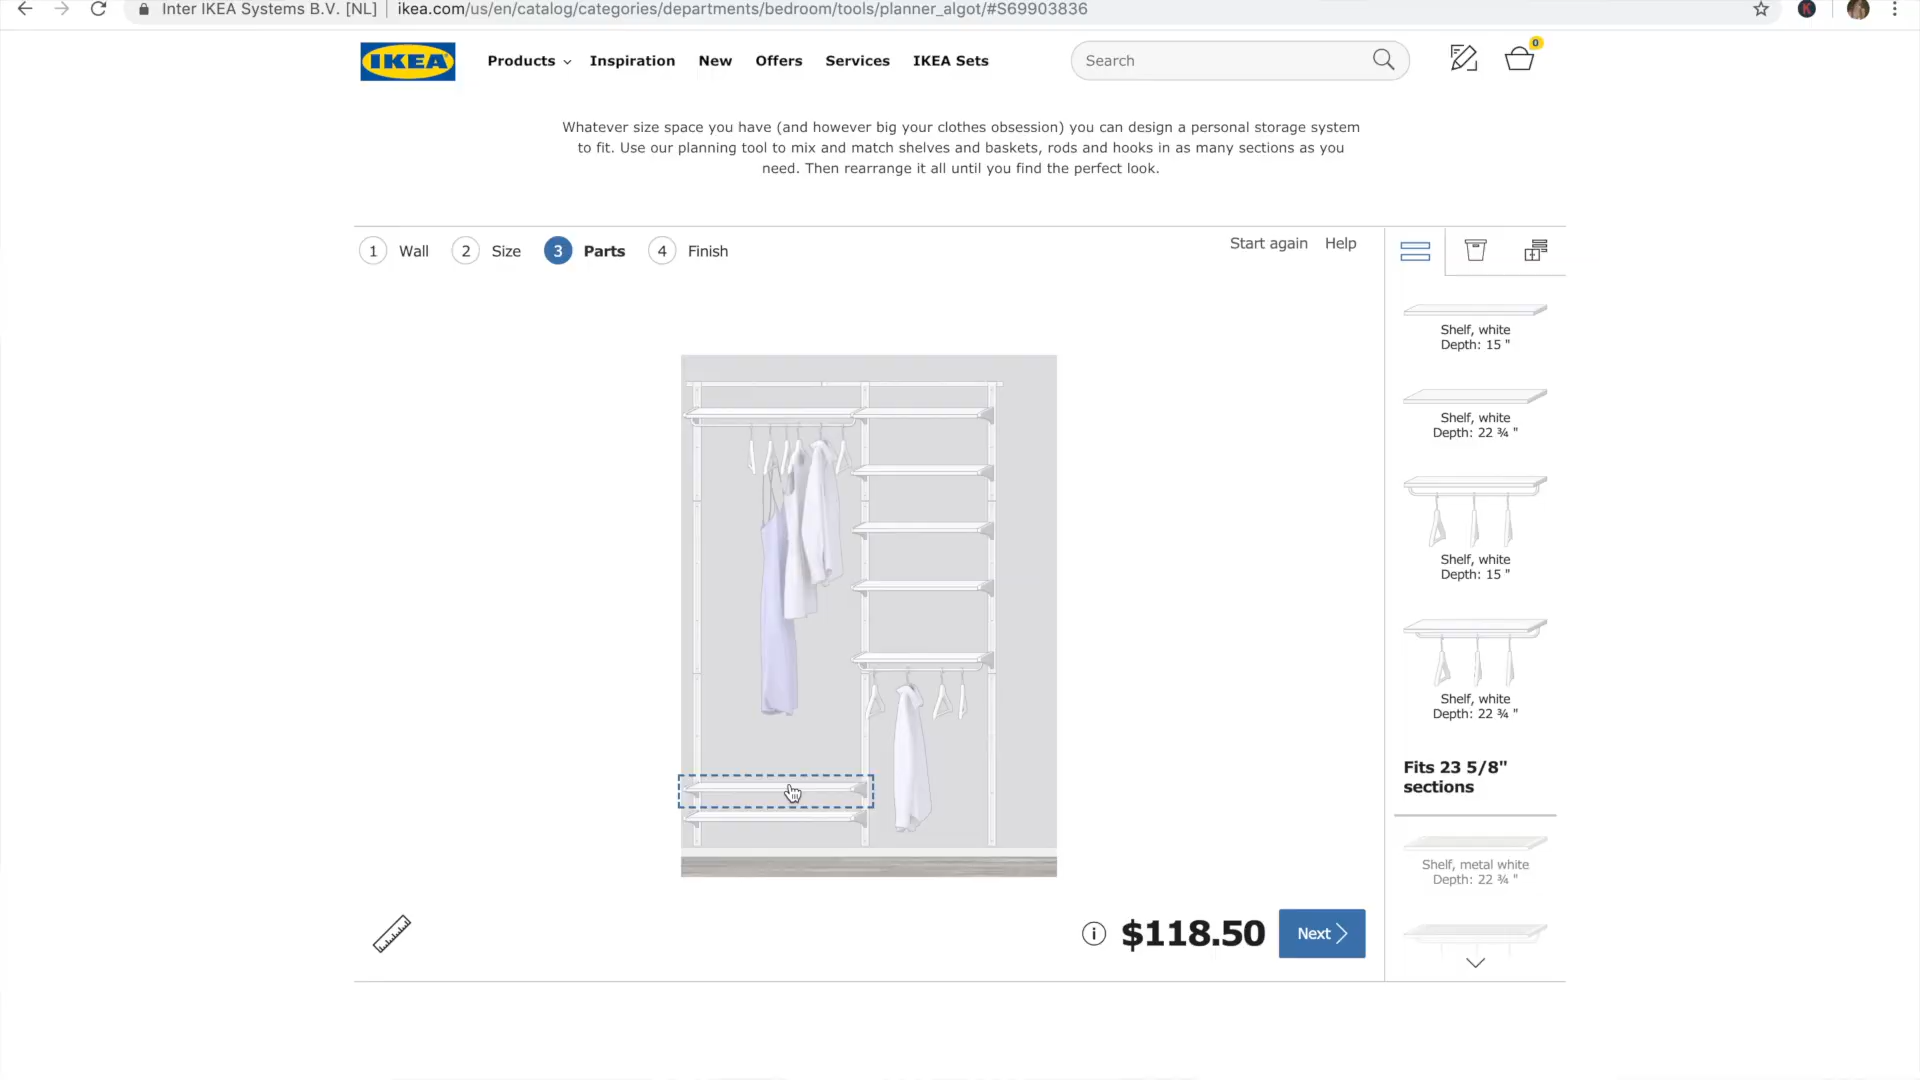 Inter IKEA Systems B.V. [NL]
ikea.com/us/en/catalog/categories/departments/bedroom/tools/planner_algot/#S69903836
K
IKEA
Products
Inspiration
New
Offers
Services
IKEA Sets
Search
0
Whatever size space you have (and however big your clothes obsession) you can design a personal storage system
to fit. Use our planning tool to mix and match shelves and baskets, rods and hooks in as many sections as you
need. Then rearrange it all until you find the perfect look.
1 Wall
2 Size
3 Parts
4 Finish
Start again
Help
Shelf, white
Depth: 15 "
Shelf, white
Depth: 22 ¾ "
Shelf, white
Depth: 15 "
Shelf, white
Depth: 22 ¾ "
Fits 23 5/8"
sections
Shelf, metal white
Depth: 22 ¾ "
i
$118.50
Next